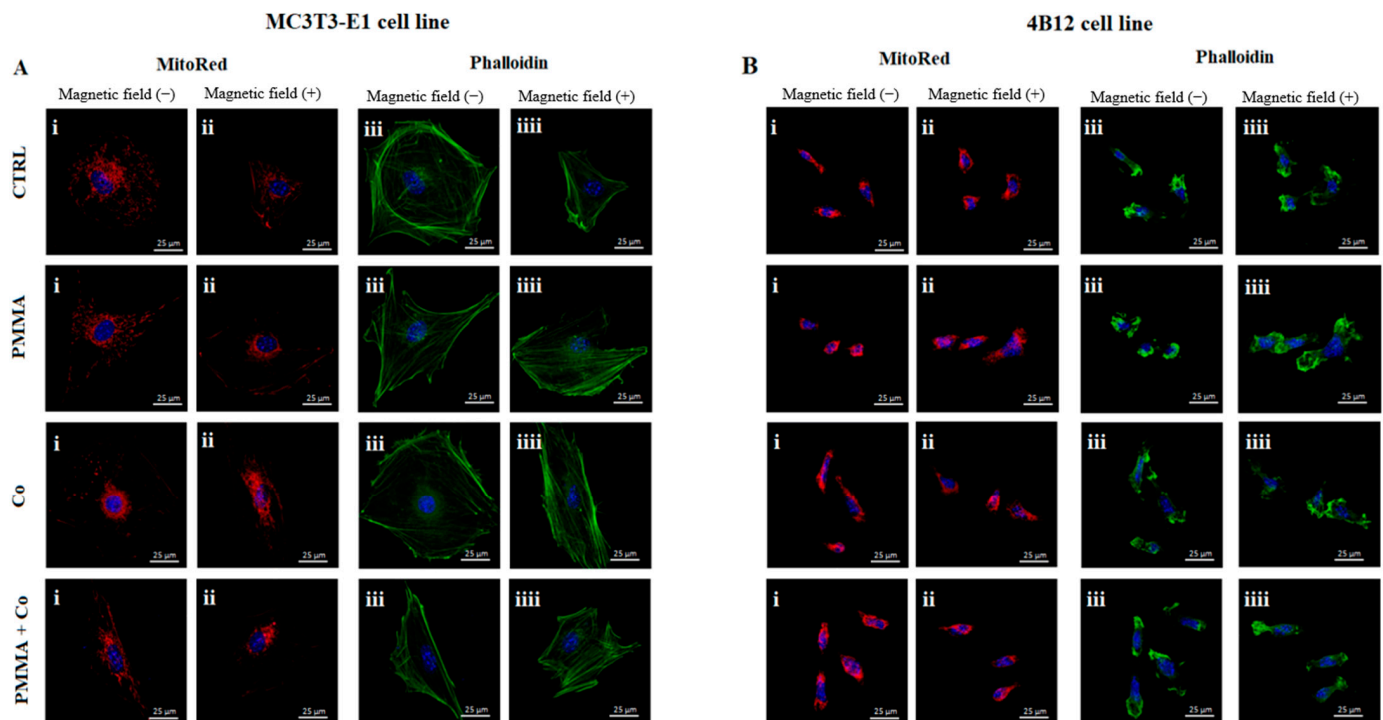 MC3T3-E1 cell line
4B12 cell line
A
MitoRed
Phalloidin
B
MitoRed
Phalloidin
Magnetic field (−)
Magnetic field (+)
Magnetic field (−)
Magnetic field (+)
Magnetic field (−)
Magnetic field (+)
Magnetic field (−)
Magnetic field (+)
CTRL
i
ii
iii
iiii
i
ii
iii
iiii
25 µm
25 µm
25 µm
25 µm
25 µm
25 µm
25 µm
25 µm
PMMA
i
ii
iii
iiii
i
ii
iii
iiii
25 µm
25 µm
25 µm
25 µm
25 µm
25 µm
25 µm
25 µm
Co
i
ii
iii
iiii
i
ii
iii
iiii
25 µm
25 µm
25 µm
25 µm
25 µm
25 µm
25 µm
25 µm
PMMA + Co
i
ii
iii
iiii
i
ii
iii
iiii
25 µm
25 µm
25 µm
25 µm
25 µm
25 µm
25 µm
25 µm